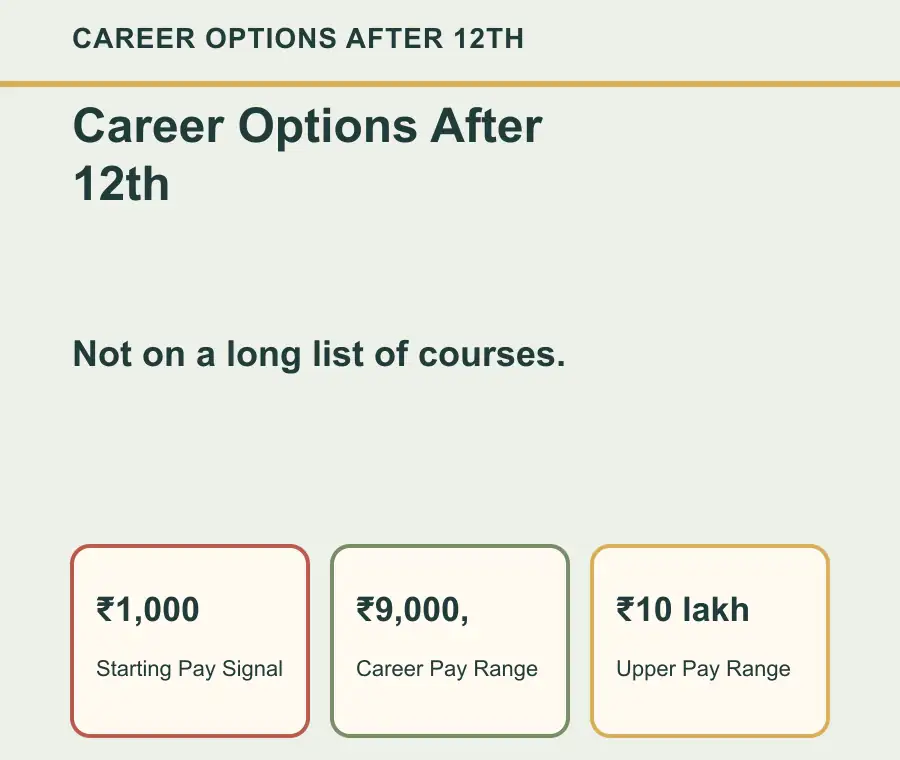 CAREER OPTIONS AFTER 12TH
Career Options After
12th
Not on a long list of courses.
₹1,000
Starting Pay Signal
₹9,000,
Career Pay Range
₹10 lakh
Upper Pay Range